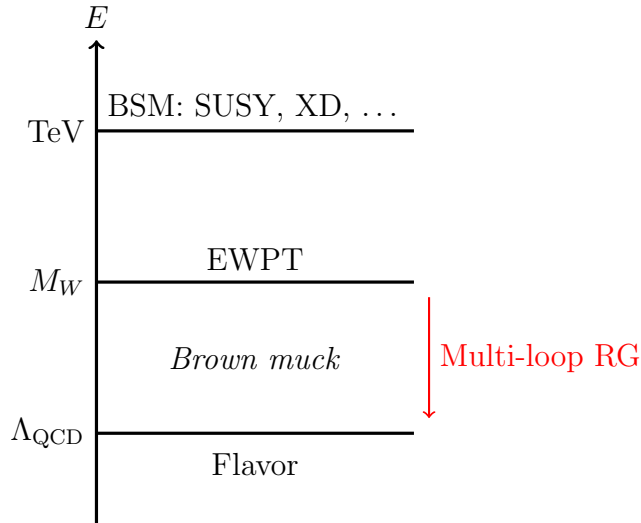 E
BSM: SUSY, XD, …
TeV
EWPT
M_W
Brown muck
Multi-loop RG
Λ_QCD
Flavor